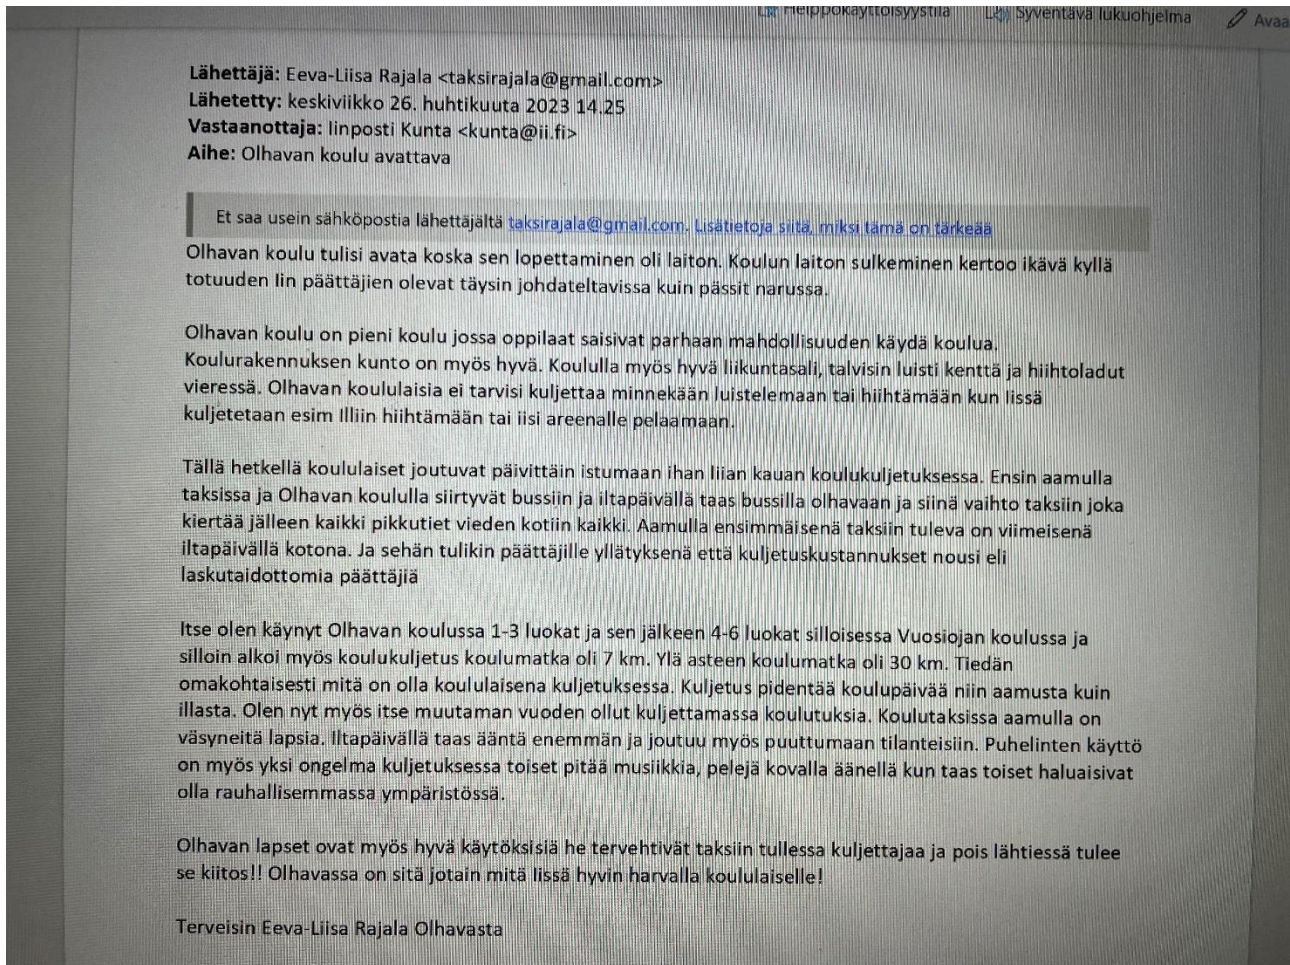 Helppokäyttöisyystila Syventävä lukuohjelma Avaa
Lähettäjä: Eeva-Liisa Rajala <taksirajala@gmail.com>
Lähetetty: keskiviikko 26. huhtikuuta 2023 14.25
Vastaanottaja: Iinposti Kunta <kunta@ii.fi>
Aihe: Olhavan koulu avattava
Et saa usein sähköpostia lähettäjältä taksirajala@gmail.com. Lisätietoja siitä, miksi tämä on tärkeää
Olhavan koulu tulisi avata koska sen lopettaminen oli laiton. Koulun laiton sulkeminen kertoo ikävä kyllä
totuuden Iin päättäjien olevat täysin johdateltavissa kuin pässit narussa.
Olhavan koulu on pieni koulu jossa oppilaat saisivat parhaan mahdollisuuden käydä koulua.
Koulurakennuksen kunto on myös hyvä. Koululla myös hyvä liikuntasali, talvisin luisti kenttä ja hiihtoladut
vieressä. Olhavan koululaisia ei tarvisi kuljettaa minnekään luistelemaan tai hiihtämään kun Iissä
kuljetetaan esim Illiin hiihtämään tai iisi areenalle pelaamaan.
Tällä hetkellä koululaiset joutuvat päivittäin istumaan ihan liian kauan koulukuljetuksessa. Ensin aamulla
taksissa ja Olhavan koululla siirtyvät bussiin ja iltapäivällä taas bussilla olhavaan ja siinä vaihto taksiin joka
kiertää jälleen kaikki pikkutiet vieden kotiin kaikki. Aamulla ensimmäisenä taksiin tuleva on viimeisenä
iltapäivällä kotona. Ja sehän tulikin päättäjille yllätyksenä että kuljetuskustannukset nousi eli
laskutaidottomia päättäjiä
Itse olen käynyt Olhavan koulussa 1-3 luokat ja sen jälkeen 4-6 luokat silloisessa Vuosiojan koulussa ja
silloin alkoi myös koulukuljetus koulumatka oli 7 km. Ylä asteen koulumatka oli 30 km. Tiedän
omakohtaisesti mitä on olla koululaisena kuljetuksessa. Kuljetus pidentää koulupäivää niin aamusta kuin
illasta. Olen nyt myös itse muutaman vuoden ollut kuljettamassa koulutuksia. Koulutaksissa aamulla on
väsyneitä lapsia. Iltapäivällä taas ääntä enemmän ja joutuu myös puuttumaan tilanteisiin. Puhelinten käyttö
on myös yksi ongelma kuljetuksessa toiset pitää musiikkia, pelejä kovalla äänellä kun taas toiset haluaisivat
olla rauhallisemmassa ympäristössä.
Olhavan lapset ovat myös hyvä käytöksisiä he tervehtivät taksiin tullessa kuljettajaa ja pois lähtiessä tulee
se kiitos!! Olhavassa on sitä jotain mitä Iissä hyvin harvalla koululaiselle!
Terveisin Eeva-Liisa Rajala Olhavasta